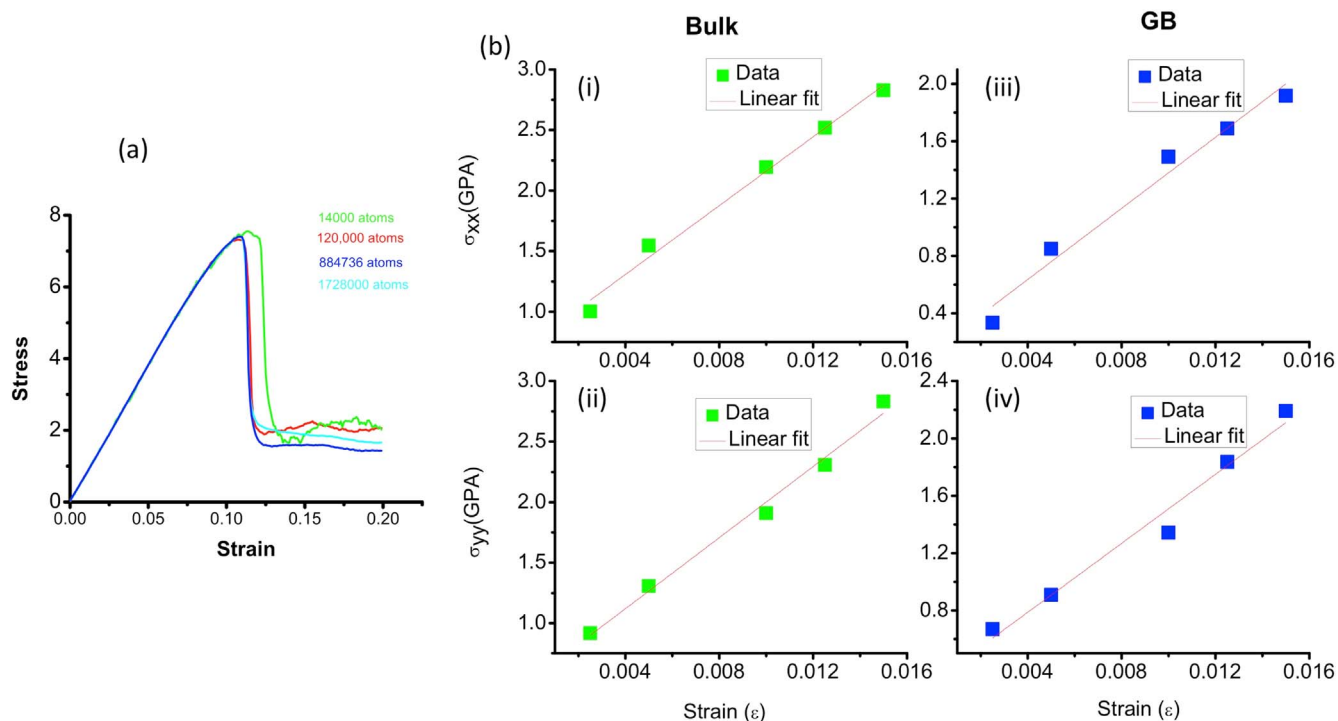 Bulk
GB
(b)
(a)
Stress
8
6
4
2
0
0.00
0.05
0.10
0.15
0.20
Strain
14000 atoms
120,000 atoms
884736 atoms
1728000 atoms
(i)
Data
Linear fit
σxx(GPA)
3.0
2.5
2.0
1.5
1.0
0.004
0.008
0.012
0.016
(iii)
Data
Linear fit
2.0
1.6
1.2
0.8
0.4
0.004
0.008
0.012
0.016
(ii)
Data
Linear fit
σyy(GPA)
3.0
2.5
2.0
1.5
1.0
0.004
0.008
0.012
0.016
Strain (ε)
(iv)
Data
Linear fit
2.4
2.0
1.6
1.2
0.8
0.004
0.008
0.012
0.016
Strain (ε)